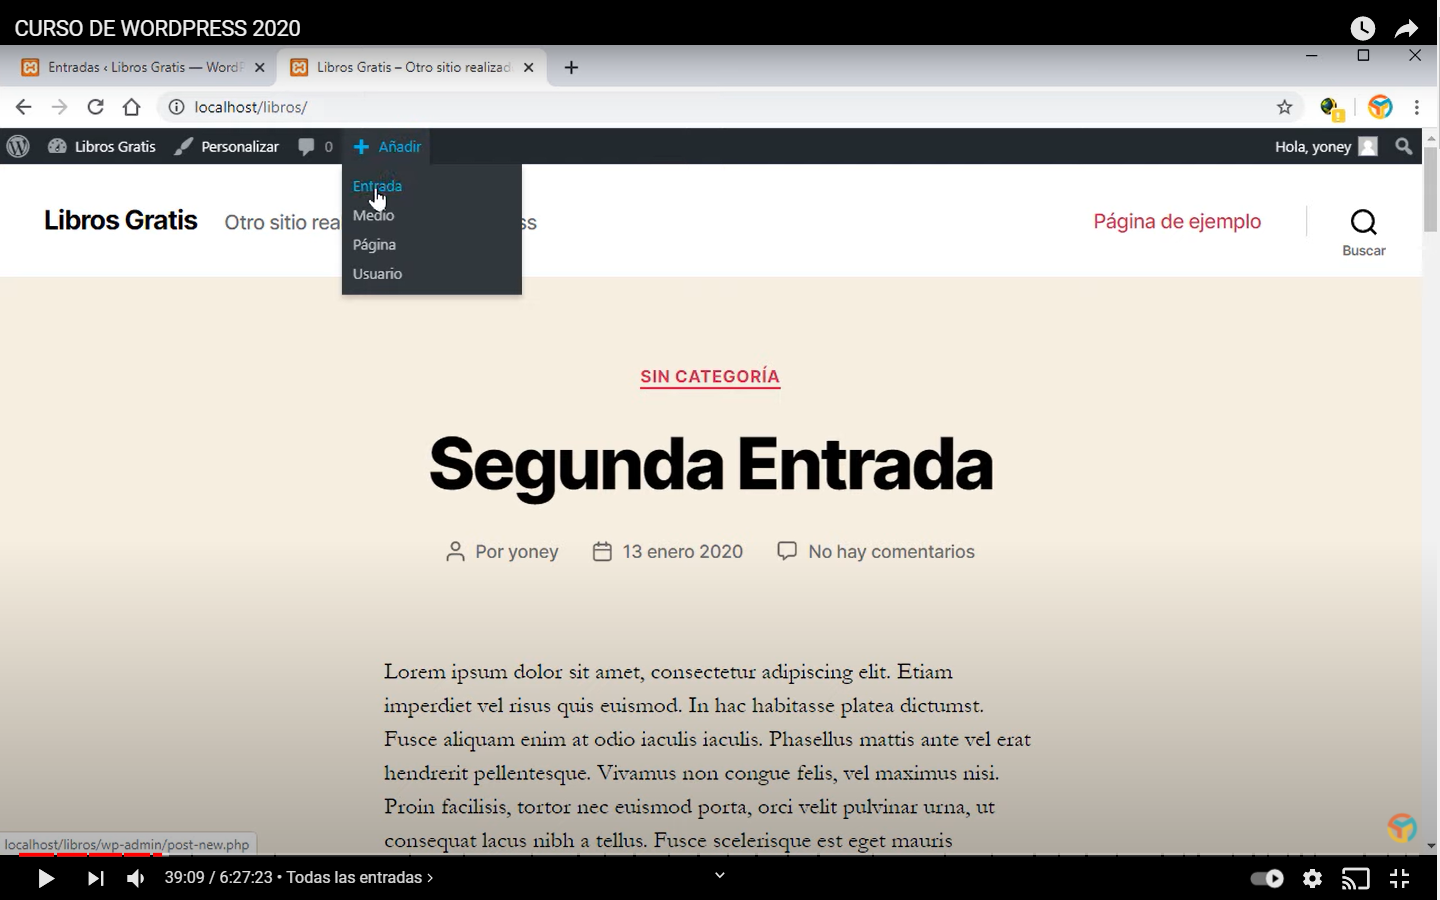 CURSO DE WORDPRESS 2020
Entradas ‹ Libros Gratis — WordP
Libros Gratis – Otro sitio realizad
localhost/libros/
Libros Gratis
Personalizar
0
Añadir
Hola, yoney
Entrada
Medio
Página
Usuario
Libros Gratis
Otro sitio rea
ss
Página de ejemplo
Buscar
SIN CATEGORÍA
Segunda Entrada
Por yoney
13 enero 2020
No hay comentarios
Lorem ipsum dolor sit amet, consectetur adipiscing elit. Etiam
imperdiet vel risus quis euismod. In hac habitasse platea dictumst.
Fusce aliquam enim at odio iaculis iaculis. Phasellus mattis ante vel erat
hendrerit pellentesque. Vivamus non congue felis, vel maximus nisi.
Proin facilisis, tortor nec euismod porta, orci velit pulvinar urna, ut
consequat lacus nibh a tellus. Fusce scelerisque est eget mauris
localhost/libros/wp-admin/post-new.php
39:09 / 6:27:23 • Todas las entradas ›